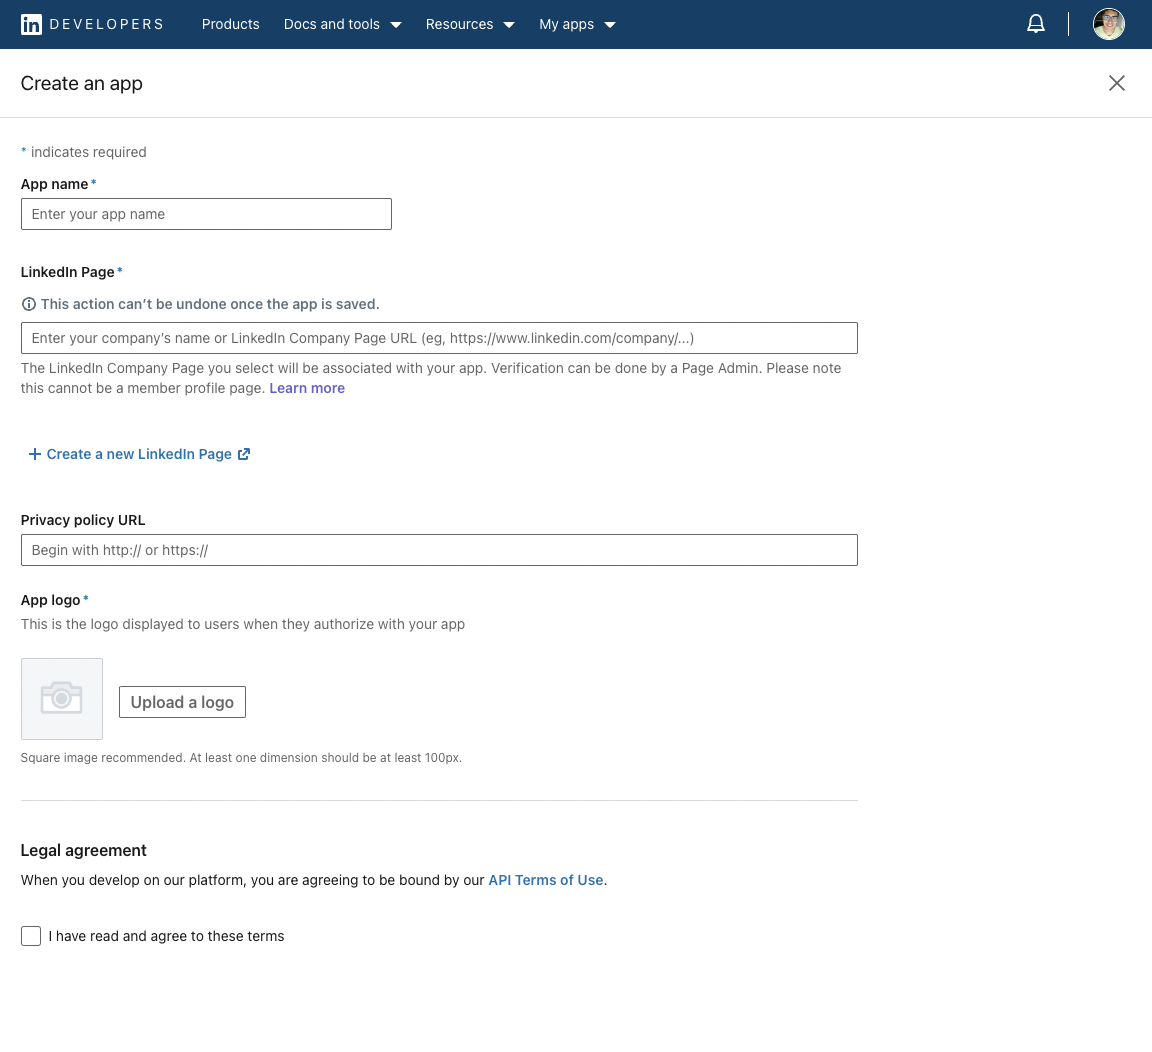 in DEVELOPERS Products Docs and tools Resources My apps
Create an app
* indicates required
App name*
Enter your app name
LinkedIn Page*
This action can’t be undone once the app is saved.
Enter your company’s name or LinkedIn Company Page URL (eg, https://www.linkedin.com/company/...)
The LinkedIn Company Page you select will be associated with your app. Verification can be done by a Page Admin. Please note
this cannot be a member profile page. Learn more
Create a new LinkedIn Page
Privacy policy URL
Begin with http:// or https://
App logo*
This is the logo displayed to users when they authorize with your app
Upload a logo
Square image recommended. At least one dimension should be at least 100px.
Legal agreement
When you develop on our platform, you are agreeing to be bound by our API Terms of Use.
I have read and agree to these terms